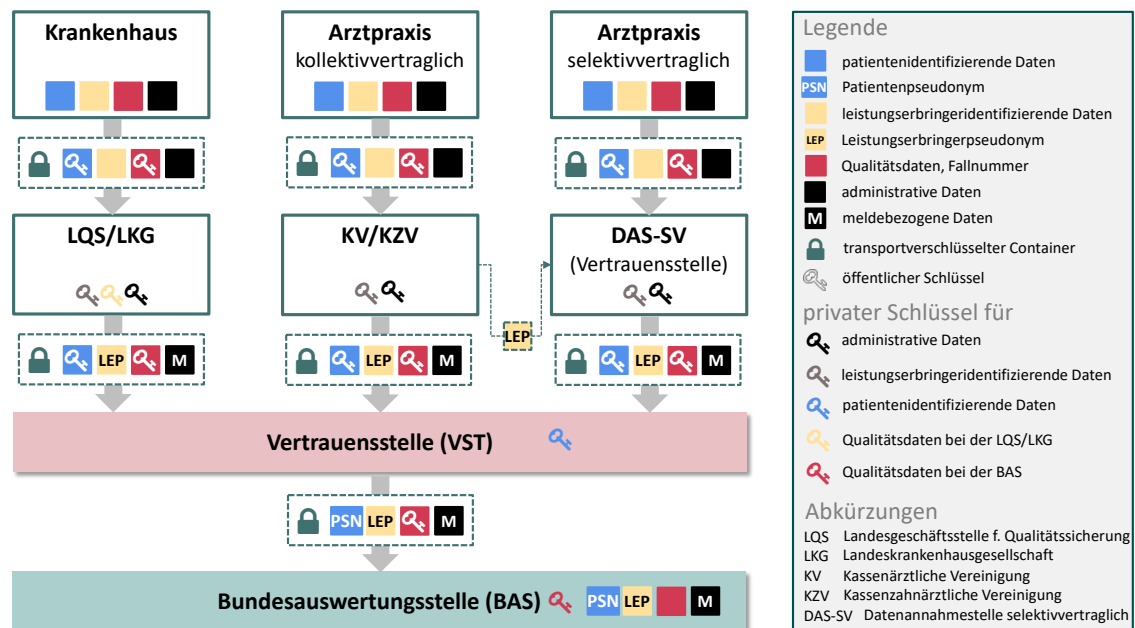 Krankenhaus
Arztpraxis
kollektivvertraglich
Arztpraxis
selektivvertraglich
LQS/LKG
KV/KZV
DAS-SV
(Vertrauensstelle)
LEP
LEP
M
LEP
M
LEP
M
Vertrauensstelle (VST)
PSN
LEP
M
Bundesauswertungsstelle (BAS)
PSN
LEP
M
Legende
patientenidentifizierende Daten
PSN Patientenpseudonym
leistungserbringeridentifizierende Daten
LEP Leistungserbringerpseudonym
Qualitätsdaten, Fallnummer
administrative Daten
M meldebezogene Daten
transportverschlüsselter Container
öffentlicher Schlüssel
privater Schlüssel für
administrative Daten
leistungserbringeridentifizierende Daten
patientenidentifizierende Daten
Qualitätsdaten bei der LQS/LKG
Qualitätsdaten bei der BAS
Abkürzungen
LQS Landesgeschäftsstelle f. Qualitätssicherung
LKG Landeskrankenhausgesellschaft
KV Kassenärztliche Vereinigung
KZV Kassenzahnärztliche Vereinigung
DAS-SV Datenannahmestelle selektivvertraglich